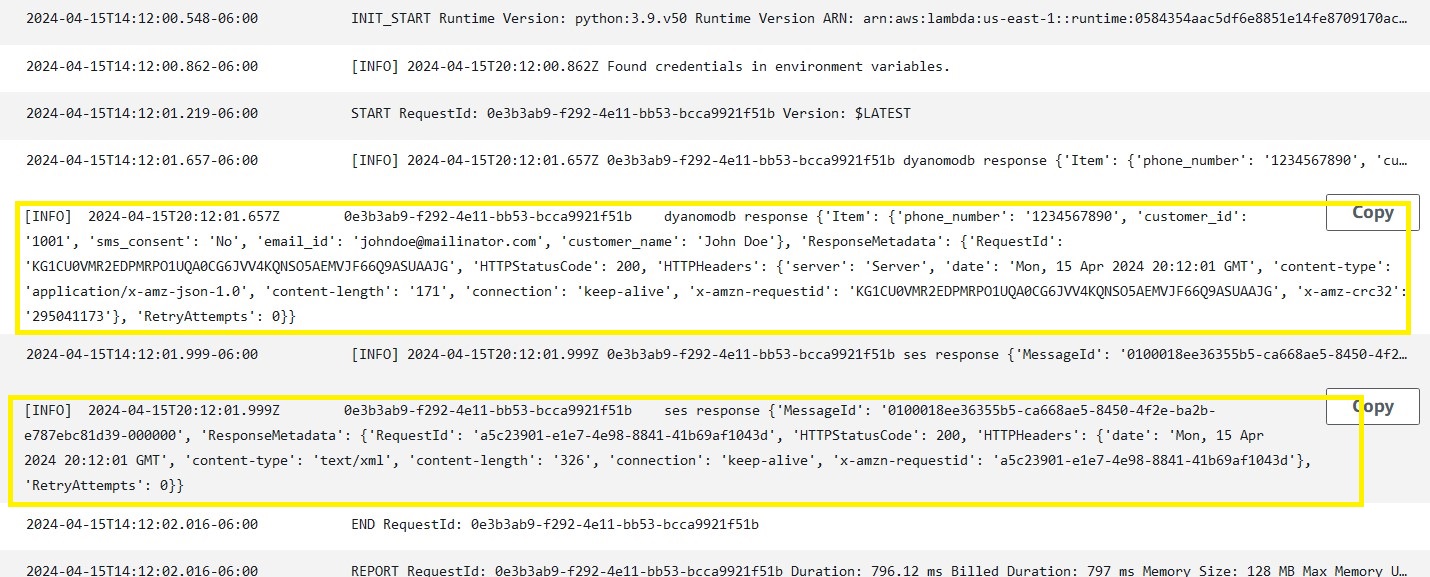 2024-04-15T14:12:00.548-06:00 INIT_START Runtime Version: python:3.9.v50 Runtime Version ARN: arn:aws:lambda:us-east-1::runtime:0584354aac5df6e8851e14fe8709170ac…
2024-04-15T14:12:00.862-06:00 [INFO] 2024-04-15T20:12:00.862Z Found credentials in environment variables.
2024-04-15T14:12:01.219-06:00 START RequestId: 0e3b3ab9-f292-4e11-bb53-bcca9921f51b Version: $LATEST
2024-04-15T14:12:01.657-06:00 [INFO] 2024-04-15T20:12:01.657Z 0e3b3ab9-f292-4e11-bb53-bcca9921f51b dyanomodb response {'Item': {'phone_number': '1234567890', 'cu…
[INFO] 2024-04-15T20:12:01.657Z 0e3b3ab9-f292-4e11-bb53-bcca9921f51b dyanomodb response {'Item': {'phone_number': '1234567890', 'customer_id': Copy
'1001', 'sms_consent': 'No', 'email_id': 'johndoe@mailinator.com', 'customer_name': 'John Doe'}, 'ResponseMetadata': {'RequestId':
'KG1CU0VMR2EDPMRPO1UQA0CG6JVV4KQNSO5AEMVJF66Q9ASUAAJG', 'HTTPStatusCode': 200, 'HTTPHeaders': {'server': 'Server', 'date': 'Mon, 15 Apr 2024 20:12:01 GMT', 'content-type':
'application/x-amz-json-1.0', 'content-length': '171', 'connection': 'keep-alive', 'x-amzn-requestid': 'KG1CU0VMR2EDPMRPO1UQA0CG6JVV4KQNSO5AEMVJF66Q9ASUAAJG', 'x-amz-crc32':
'295041173'}, 'RetryAttempts': 0}}
2024-04-15T14:12:01.999-06:00 [INFO] 2024-04-15T20:12:01.999Z 0e3b3ab9-f292-4e11-bb53-bcca9921f51b ses response {'MessageId': '0100018ee36355b5-ca668ae5-8450-4f2…
[INFO] 2024-04-15T20:12:01.999Z 0e3b3ab9-f292-4e11-bb53-bcca9921f51b ses response {'MessageId': '0100018ee36355b5-ca668ae5-8450-4f2e-ba2b- Copy
e787ebc81d39-000000', 'ResponseMetadata': {'RequestId': 'a5c23901-e1e7-4e98-8841-41b69af1043d', 'HTTPStatusCode': 200, 'HTTPHeaders': {'date': 'Mon, 15 Apr
2024 20:12:01 GMT', 'content-type': 'text/xml', 'content-length': '326', 'connection': 'keep-alive', 'x-amzn-requestid': 'a5c23901-e1e7-4e98-8841-41b69af1043d'},
'RetryAttempts': 0}}
2024-04-15T14:12:02.016-06:00 END RequestId: 0e3b3ab9-f292-4e11-bb53-bcca9921f51b
2024-04-15T14:12:02.016-06:00 REPORT RequestId: 0e3b3ab9-f292-4e11-bb53-bcca9921f51b Duration: 796.12 ms Billed Duration: 797 ms Memory Size: 128 MB Max Memory U…